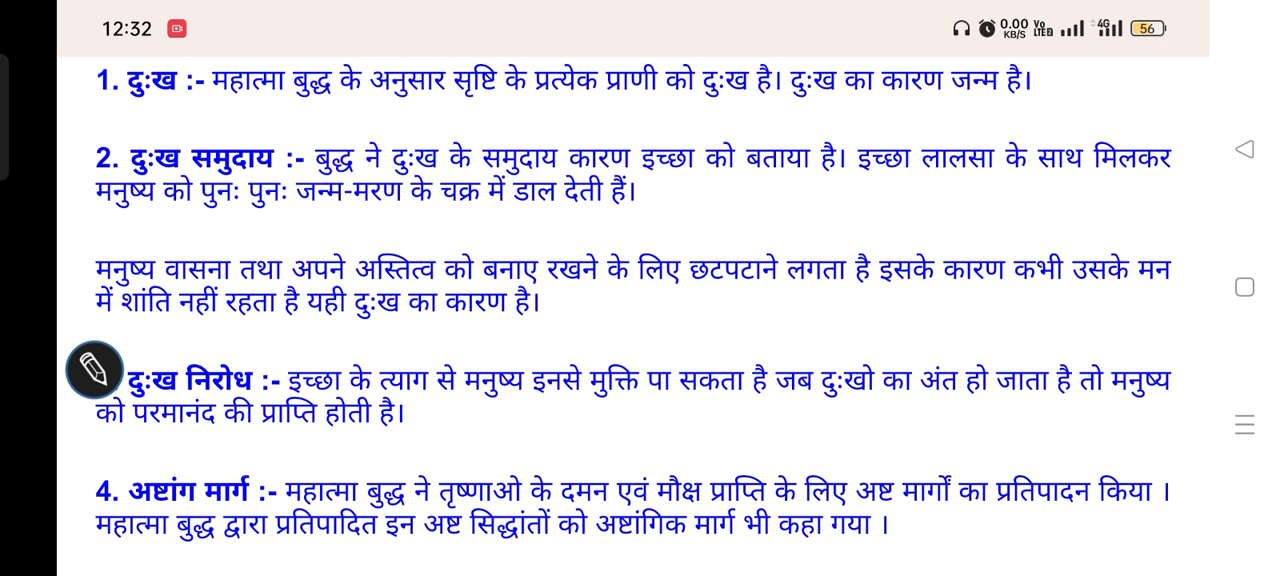 12:32
0.00 KB/S Vo LTE2 4G 56
1. दुःख :- महात्मा बुद्ध के अनुसार सृष्टि के प्रत्येक प्राणी को दुःख है। दुःख का कारण जन्म है।
2. दुःख समुदाय :- बुद्ध ने दुःख के समुदाय कारण इच्छा को बताया है। इच्छा लालसा के साथ मिलकर
मनुष्य को पुनः पुनः जन्म-मरण के चक्र में डाल देती हैं।
मनुष्य वासना तथा अपने अस्तित्व को बनाए रखने के लिए छटपटाने लगता है इसके कारण कभी उसके मन
में शांति नहीं रहता है यही दुःख का कारण है।
दुःख निरोध :- इच्छा के त्याग से मनुष्य इनसे मुक्ति पा सकता है जब दुःखो का अंत हो जाता है तो मनुष्य
को परमानंद की प्राप्ति होती है।
4. अष्टांग मार्ग :- महात्मा बुद्ध ने तृष्णाओ के दमन एवं मौक्ष प्राप्ति के लिए अष्ट मार्गों का प्रतिपादन किया ।
महात्मा बुद्ध द्वारा प्रतिपादित इन अष्ट सिद्धांतों को अष्टांगिक मार्ग भी कहा गया ।